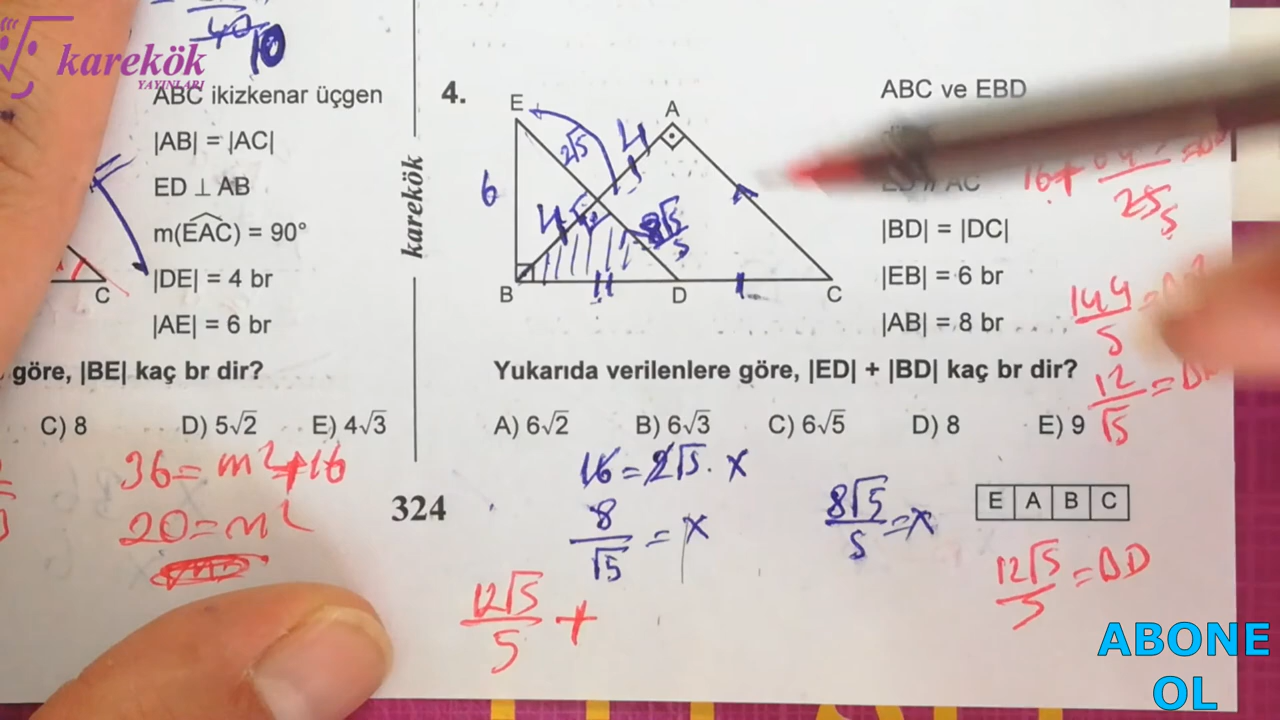 40
10
karekök
YAYINLARI
ABC ikizkenar üçgen
|AB| = |AC|
ED ⊥ AB
m(EAC) = 90°
|DE| = 4 br
|AE| = 6 br
C
göre, |BE| kaç br dir?
C) 8 D) 5√2 E) 4√3
36 = m² + 16
20 = m²
karekök
324
4.
E
A
B
D
C
6
2√5
4
4
8√5/5
ABC ve EBD
ED // AC
|BD| = |DC|
|EB| = 6 br
|AB| = 8 br
Yukarıda verilenlere göre, |ED| + |BD| kaç br dir?
A) 6√2 B) 6√3 C) 6√5 D) 8 E) 9
16 = 2√5 . x
8/√5 = x
8√5/5 = x
12√5/5 +
16 +
25
5
144/5 =
12/√5 =
E A B C
12√5/5 = BD
ABONE
OL